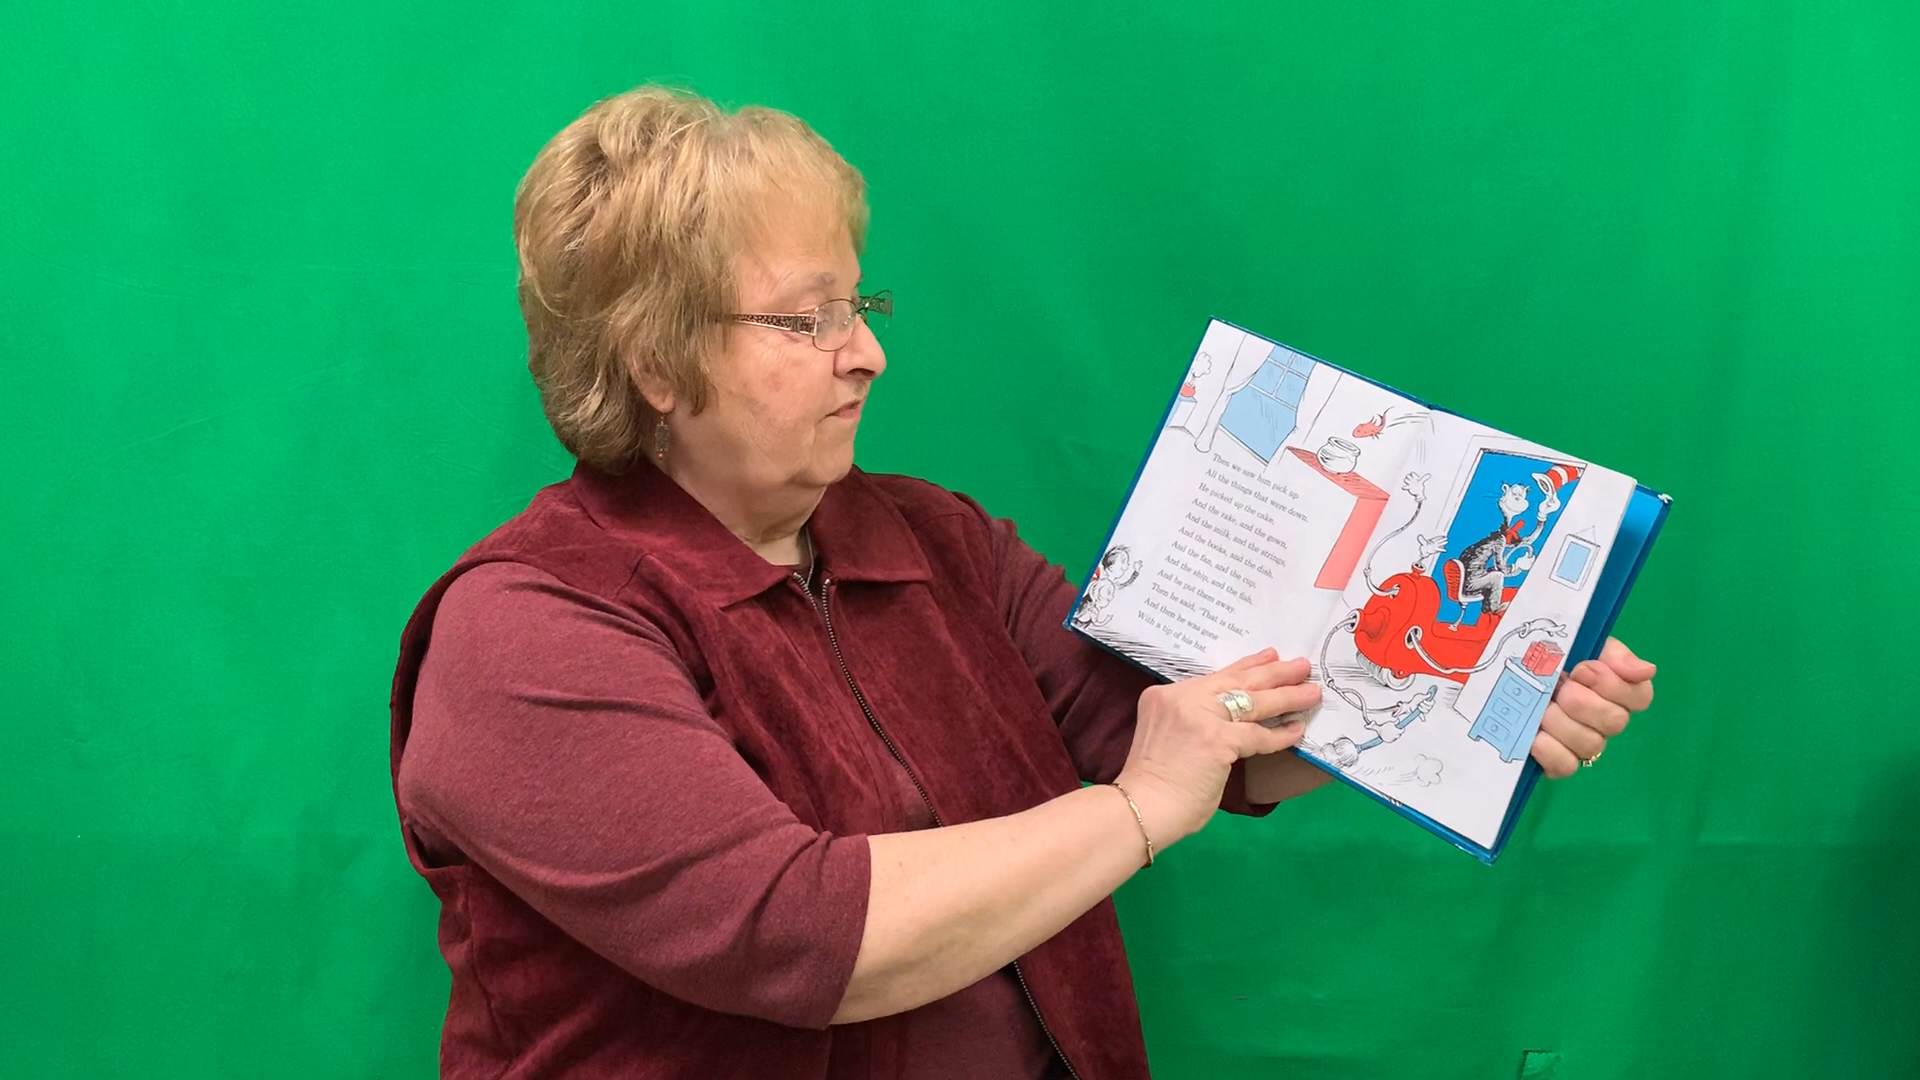 Then we saw him pick up
All the things that were down.
He picked up the cake,
And the rake, and the gown,
And the milk, and the strings,
And the books, and the dish,
And the fan, and the cup,
And the ship, and the fish.
And he put them away.
Then he said, "That is that."
And then he was gone
With a tip of his hat.